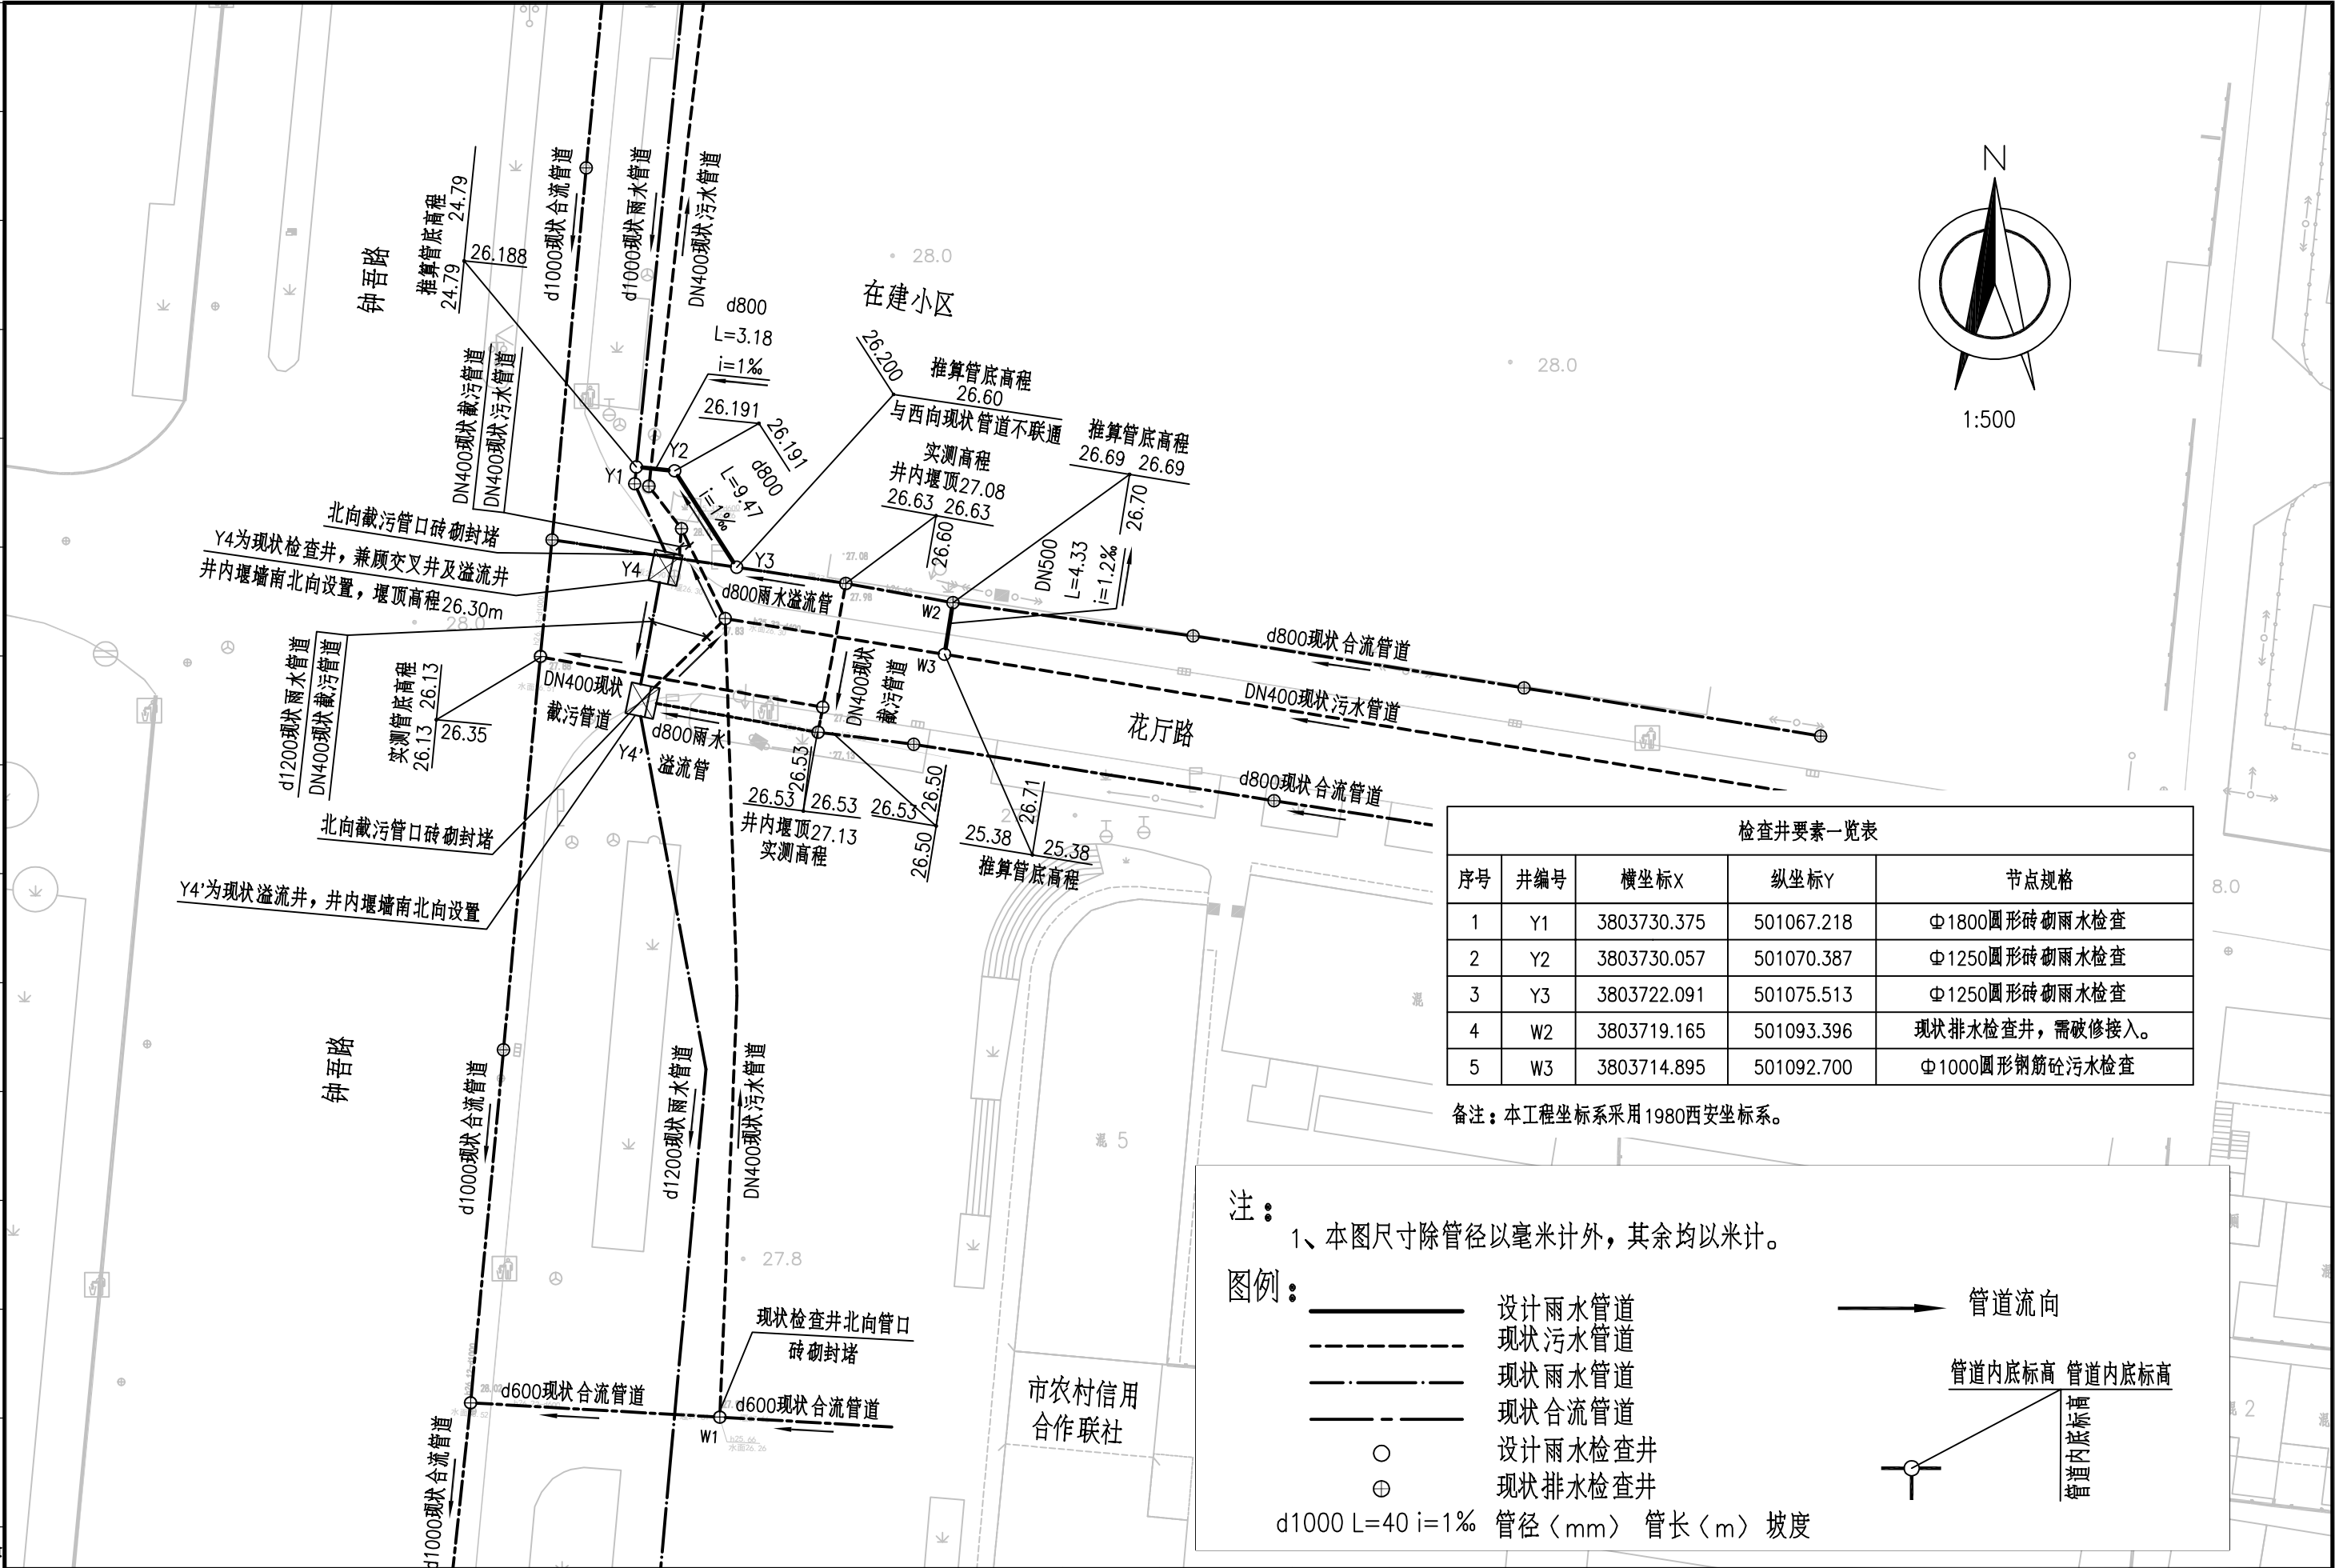 N
1:500
钟吾路
推算管底高程
24.79
24.79
26.188
d1000现状合流管道
d1000现状雨水管道
DN400现状污水管道
28.0
在建小区
28.0
d800
L=3.18
i=1‰
26.191
26.191
26.200
推算管底高程
26.60
与西向现状管道不联通
实测高程
井内堰顶27.08
26.63 26.63
26.60
推算管底高程
26.69 26.69
26.70
DN500
L=4.33
i=1.2‰
DN400现状截污管道
DN400现状污水管道
Y1
Y2
d800
L=9.47
i=1‰
Y3
Y4
北向截污管口砖砌封堵
Y4为现状检查井，兼顾交叉井及溢流井
井内堰墙南北向设置，堰顶高程26.30m
28.0
27.08
27.98
d800雨水溢流管
W2
W3
d800现状合流管道
DN400现状污水管道
花厅路
d800现状合流管道
d1200现状雨水管道
DN400现状截污管道
实测管底高程
26.13 26.13
26.35
DN400现状
截污管道
DN400现状
截污管道
Y4'
d800雨水
溢流管
27.13
26.53
26.53 26.53
井内堰顶27.13
实测高程
26.53
26.50
26.50
26.71
25.38 25.38
推算管底高程
北向截污管口砖砌封堵
Y4'为现状溢流井，井内堰墙南北向设置
钟吾路
d1000现状合流管道
d1200现状雨水管道
DN400现状污水管道
27.8
混 5
现状检查井北向管口
砖砌封堵
d600现状合流管道
d600现状合流管道
W1
水面26.26
d1000现状合流管道
市农村信用
合作联社
检查井要素一览表
序号 井编号 横坐标X 纵坐标Y 节点规格
1 Y1 3803730.375 501067.218 Φ1800圆形砖砌雨水检查
2 Y2 3803730.057 501070.387 Φ1250圆形砖砌雨水检查
3 Y3 3803722.091 501075.513 Φ1250圆形砖砌雨水检查
4 W2 3803719.165 501093.396 现状排水检查井，需破修接入。
5 W3 3803714.895 501092.700 Φ1000圆形钢筋砼污水检查
备注：本工程坐标系采用1980西安坐标系。
8.0
注：
1、本图尺寸除管径以毫米计外，其余均以米计。
图例：
设计雨水管道
现状污水管道
现状雨水管道
现状合流管道
设计雨水检查井
现状排水检查井
d1000 L=40 i=1‰ 管径（mm） 管长（m） 坡度
管道流向
管道内底标高 管道内底标高
管道内底标高